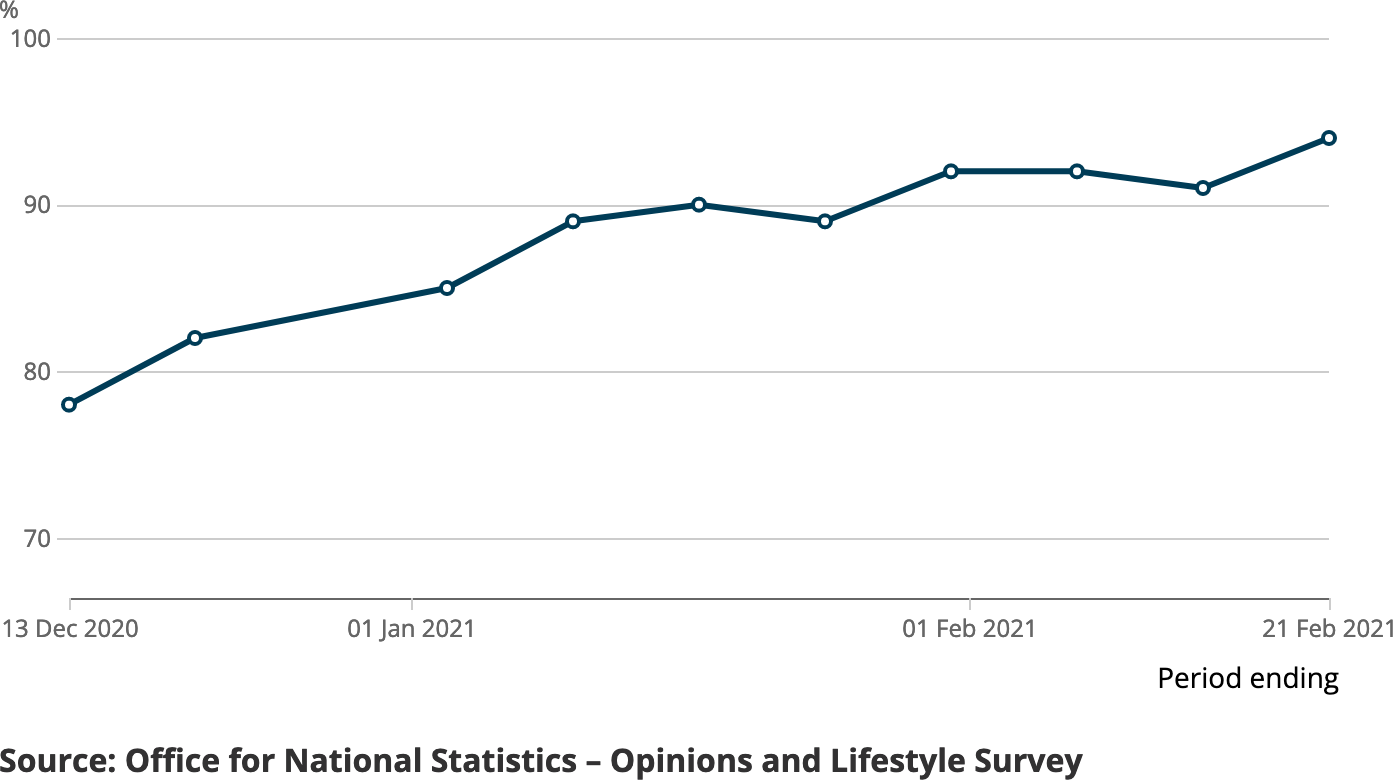 %
100
90
80
70
13 Dec 2020 01 Jan 2021 01 Feb 2021 21 Feb 2021
Period ending
Source: Office for National Statistics – Opinions and Lifestyle Survey